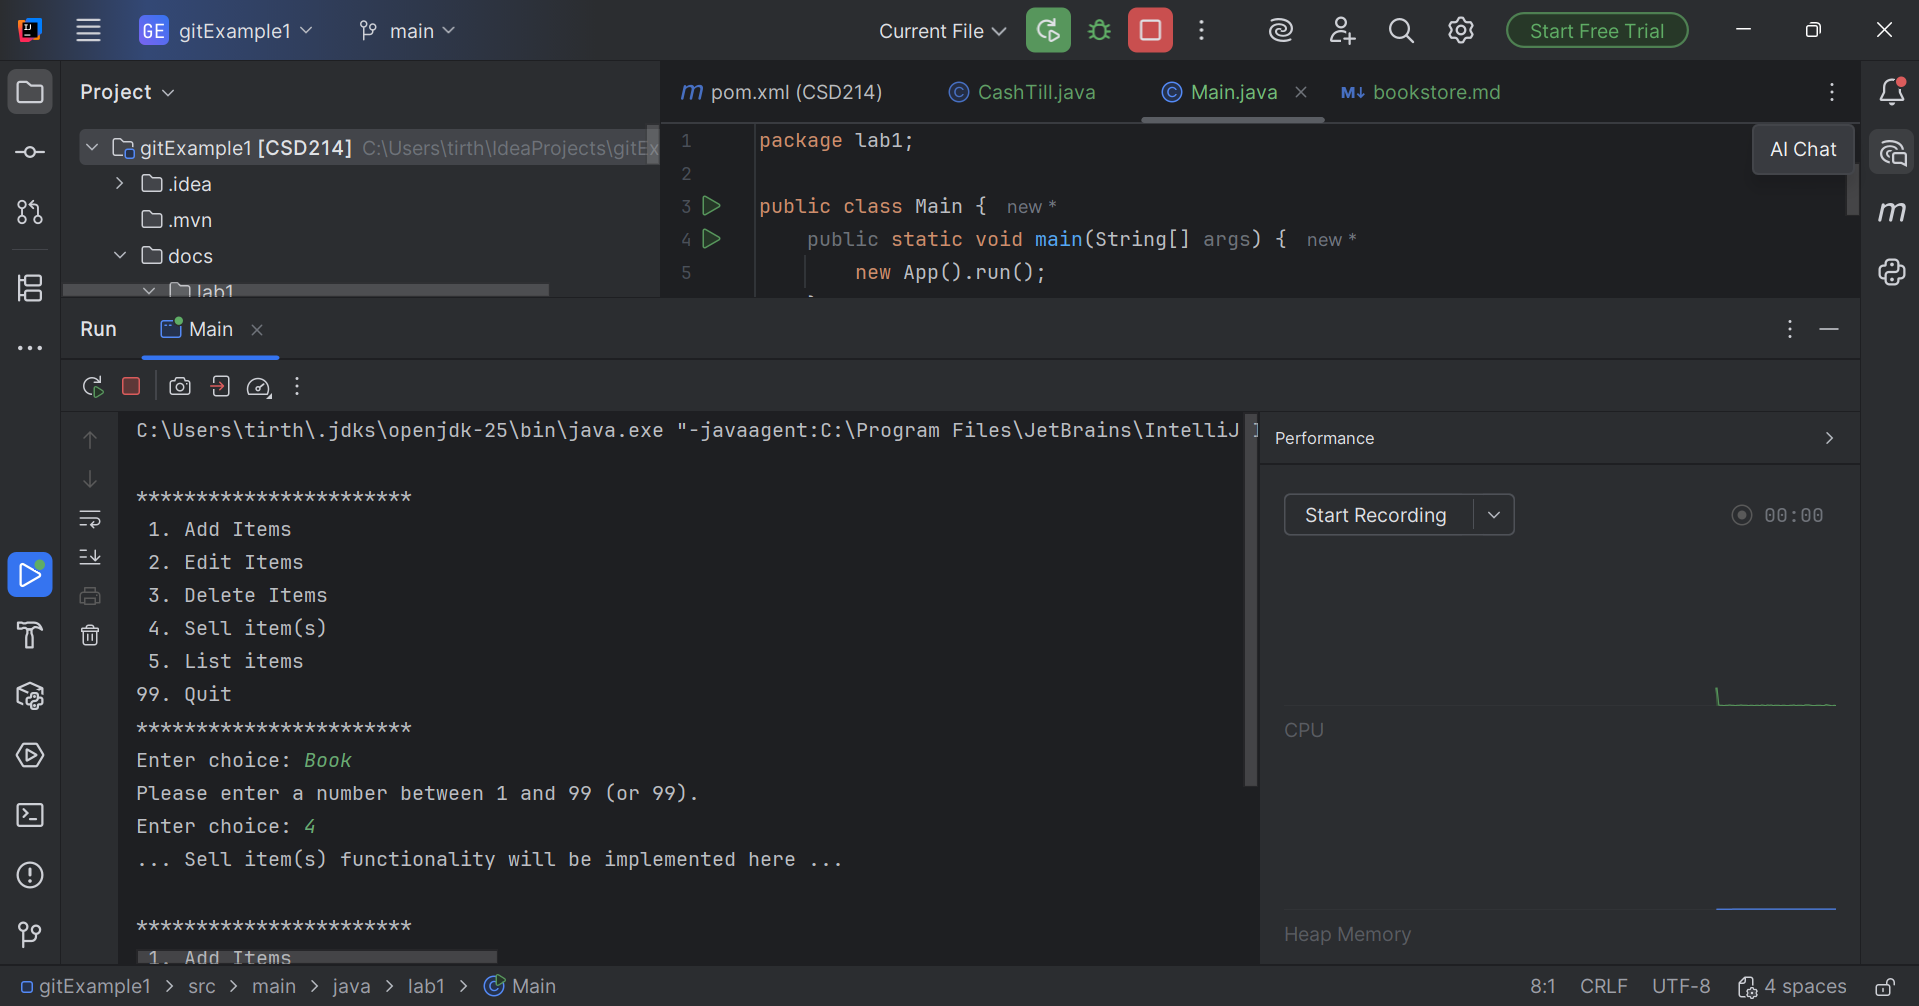 GE gitExample1 main Current File Start Free Trial
Project
gitExample1 [CSD214] C:\Users\tirth\IdeaProjects\gitEx
.idea
.mvn
docs
lab1
m pom.xml (CSD214) CashTill.java Main.java M↓ bookstore.md
AI Chat
1 package lab1;
2
3 public class Main { new *
4 public static void main(String[] args) { new *
5 new App().run();
Run Main
C:\Users\tirth\.jdks\openjdk-25\bin\java.exe "-javaagent:C:\Program Files\JetBrains\IntelliJ
***********************
1. Add Items
2. Edit Items
3. Delete Items
4. Sell item(s)
5. List items
99. Quit
***********************
Enter choice: Book
Please enter a number between 1 and 99 (or 99).
Enter choice: 4
... Sell item(s) functionality will be implemented here ...
***********************
1. Add Items
Performance
Start Recording 00:00
CPU
Heap Memory
gitExample1 > src > main > java > lab1 > Main 8:1 CRLF UTF-8 4 spaces